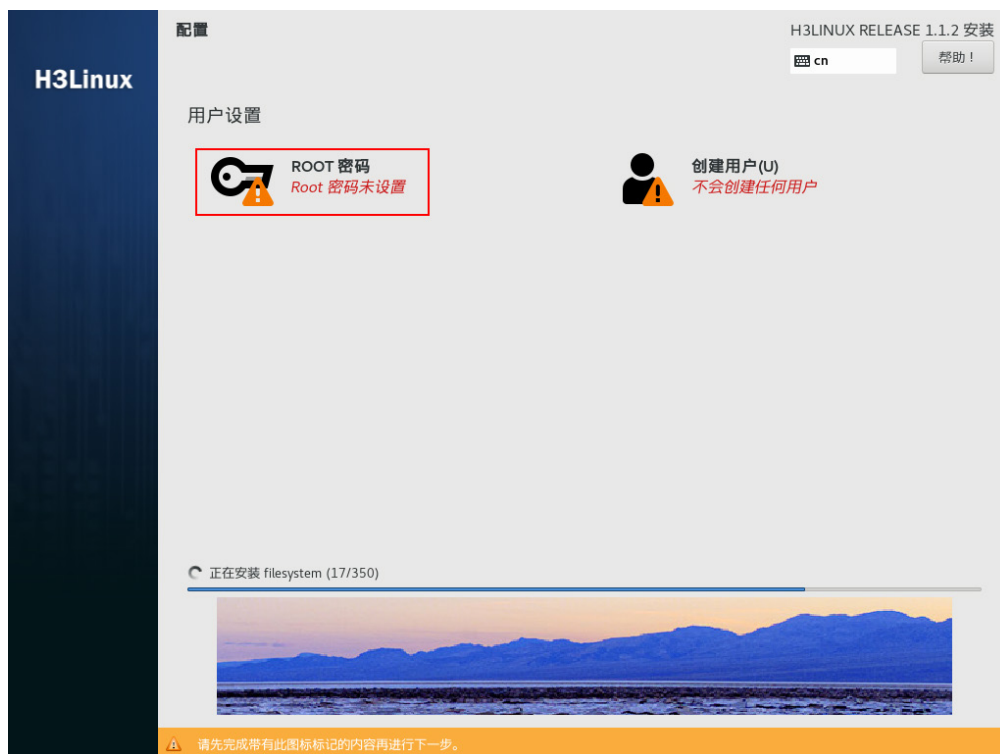 配置
H3LINUX RELEASE 1.1.2 安装
cn
帮助！
H3Linux
用户设置
ROOT 密码
Root 密码未设置
创建用户(U)
不会创建任何用户
正在安装 filesystem (17/350)
请先完成带有此图标标记的内容再进行下一步。